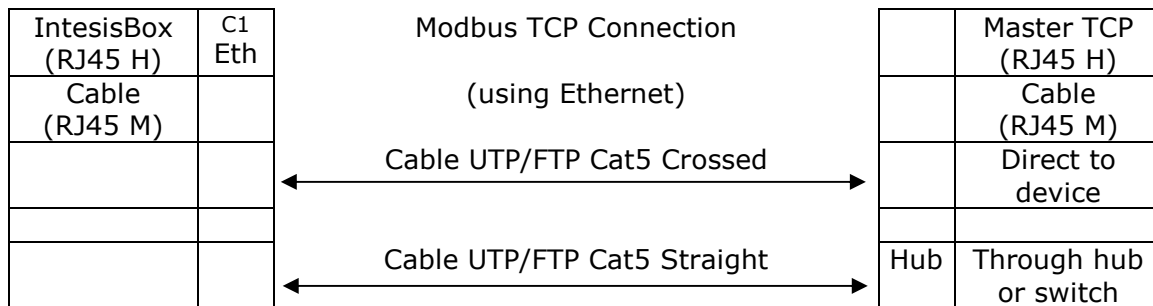 IntesisBox C1 Modbus TCP Connection Master TCP
(RJ45 H) Eth (RJ45 H)
Cable (using Ethernet) Cable
(RJ45 M) (RJ45 M)
Cable UTP/FTP Cat5 Crossed Direct to
device
Cable UTP/FTP Cat5 Straight Hub Through hub
or switch